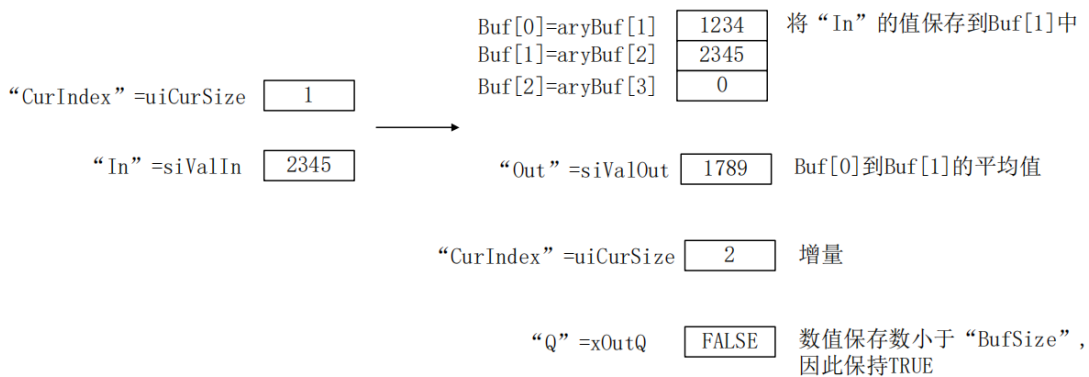 Buf[0]=aryBuf[1] 1234 将“In”的值保存到Buf[1]中
Buf[1]=aryBuf[2] 2345
Buf[2]=aryBuf[3] 0
“CurIndex”=uiCurSize 1
“In”=siValIn 2345
“Out”=siValOut 1789 Buf[0]到Buf[1]的平均值
“CurIndex”=uiCurSize 2 增量
“Q”=xOutQ FALSE 数值保存数小于“BufSize”,
因此保持TRUE